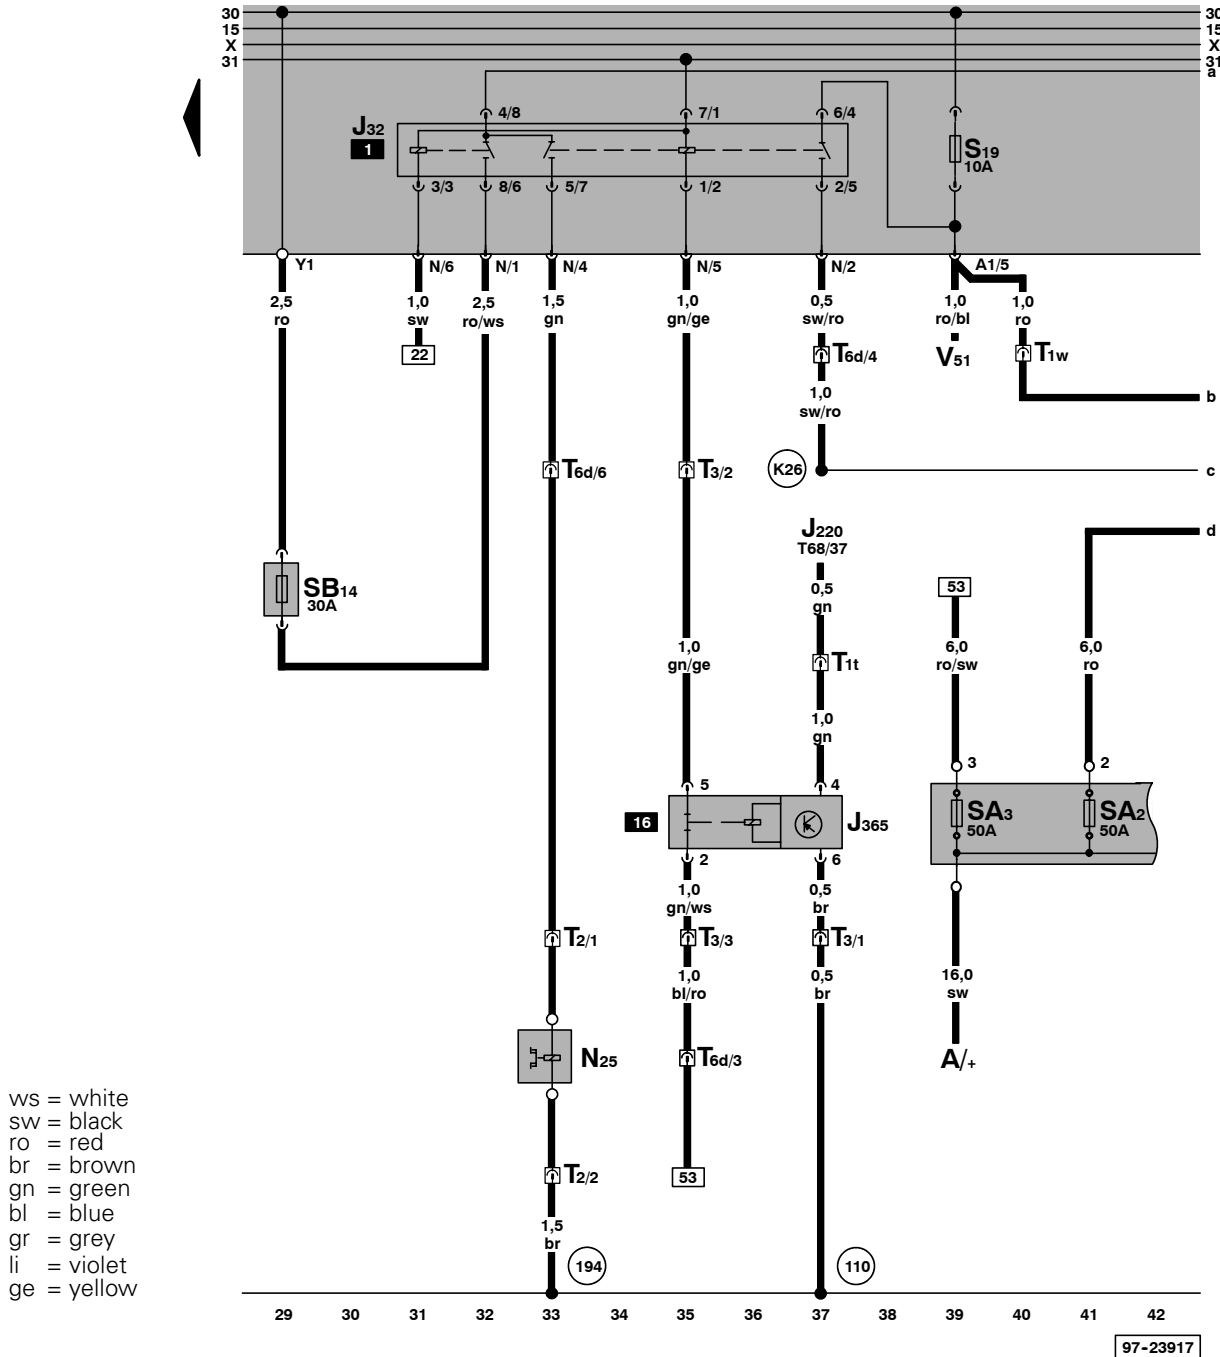 30 30
15 15
X X
31 31
a
4/8 7/1 6/4
J32
1
S19
10A
3/3 8/6 5/7 1/2 2/5
Y1 N/6 N/1 N/4 N/5 N/2 A1/5
2,5 1,0 2,5 1,5 1,0 0,5 1,0 1,0
ro sw ro/ws gn gn/ge sw/ro ro/bl ro
22 T6d/4 V51 T1w
1,0
sw/ro
b
T6d/6 T3/2 K26 c
J220
T68/37
d
SB14
30A
0,5
gn
53
1,0
gn/ge
T1t
6,0
ro/sw
6,0
ro
1,0
gn
5 4 3 2
16 J365
SA3
50A
SA2
50A
2 6
1,0
gn/ws
0,5
br
T2/1 T3/3 T3/1
1,0
bl/ro
0,5
br
16,0
sw
N25 T6d/3 A/+
ws = white
sw = black
ro = red
br = brown
gn = green
bl = blue
gr = grey
li = violet
ge = yellow
T2/2 53
1,5
br
194 110
29 30 31 32 33 34 35 36 37 38 39 40 41 42
97-23917